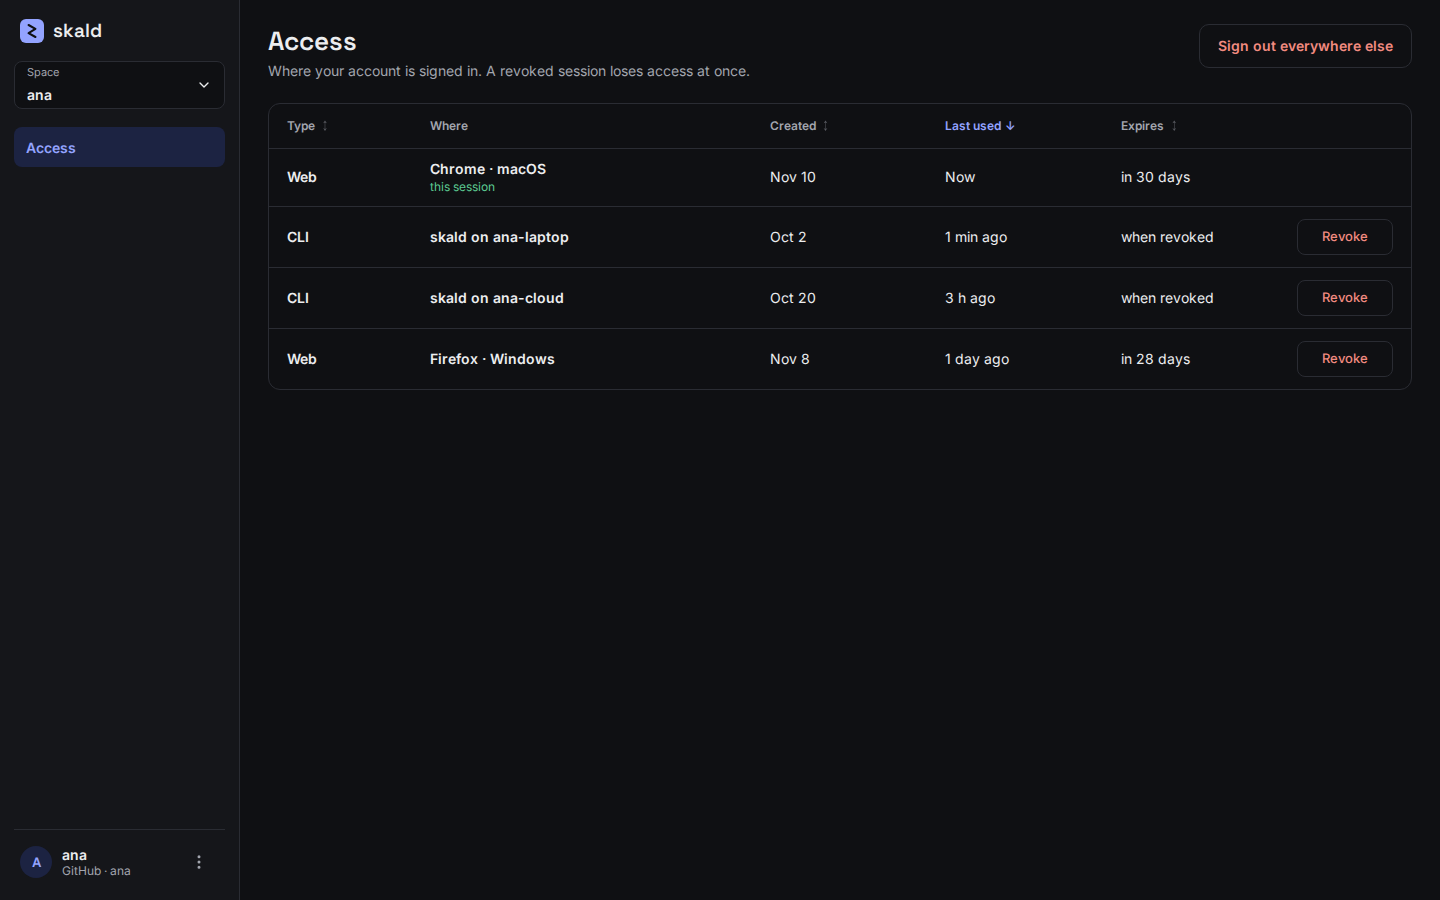 skald
Space
ana
Access
A
ana
GitHub · ana
Access
Where your account is signed in. A revoked session loses access at once.
Sign out everywhere else
Type Where Created Last used Expires
Web Chrome · macOS Nov 10 Now in 30 days
this session
CLI skald on ana-laptop Oct 2 1 min ago when revoked Revoke
CLI skald on ana-cloud Oct 20 3 h ago when revoked Revoke
Web Firefox · Windows Nov 8 1 day ago in 28 days Revoke